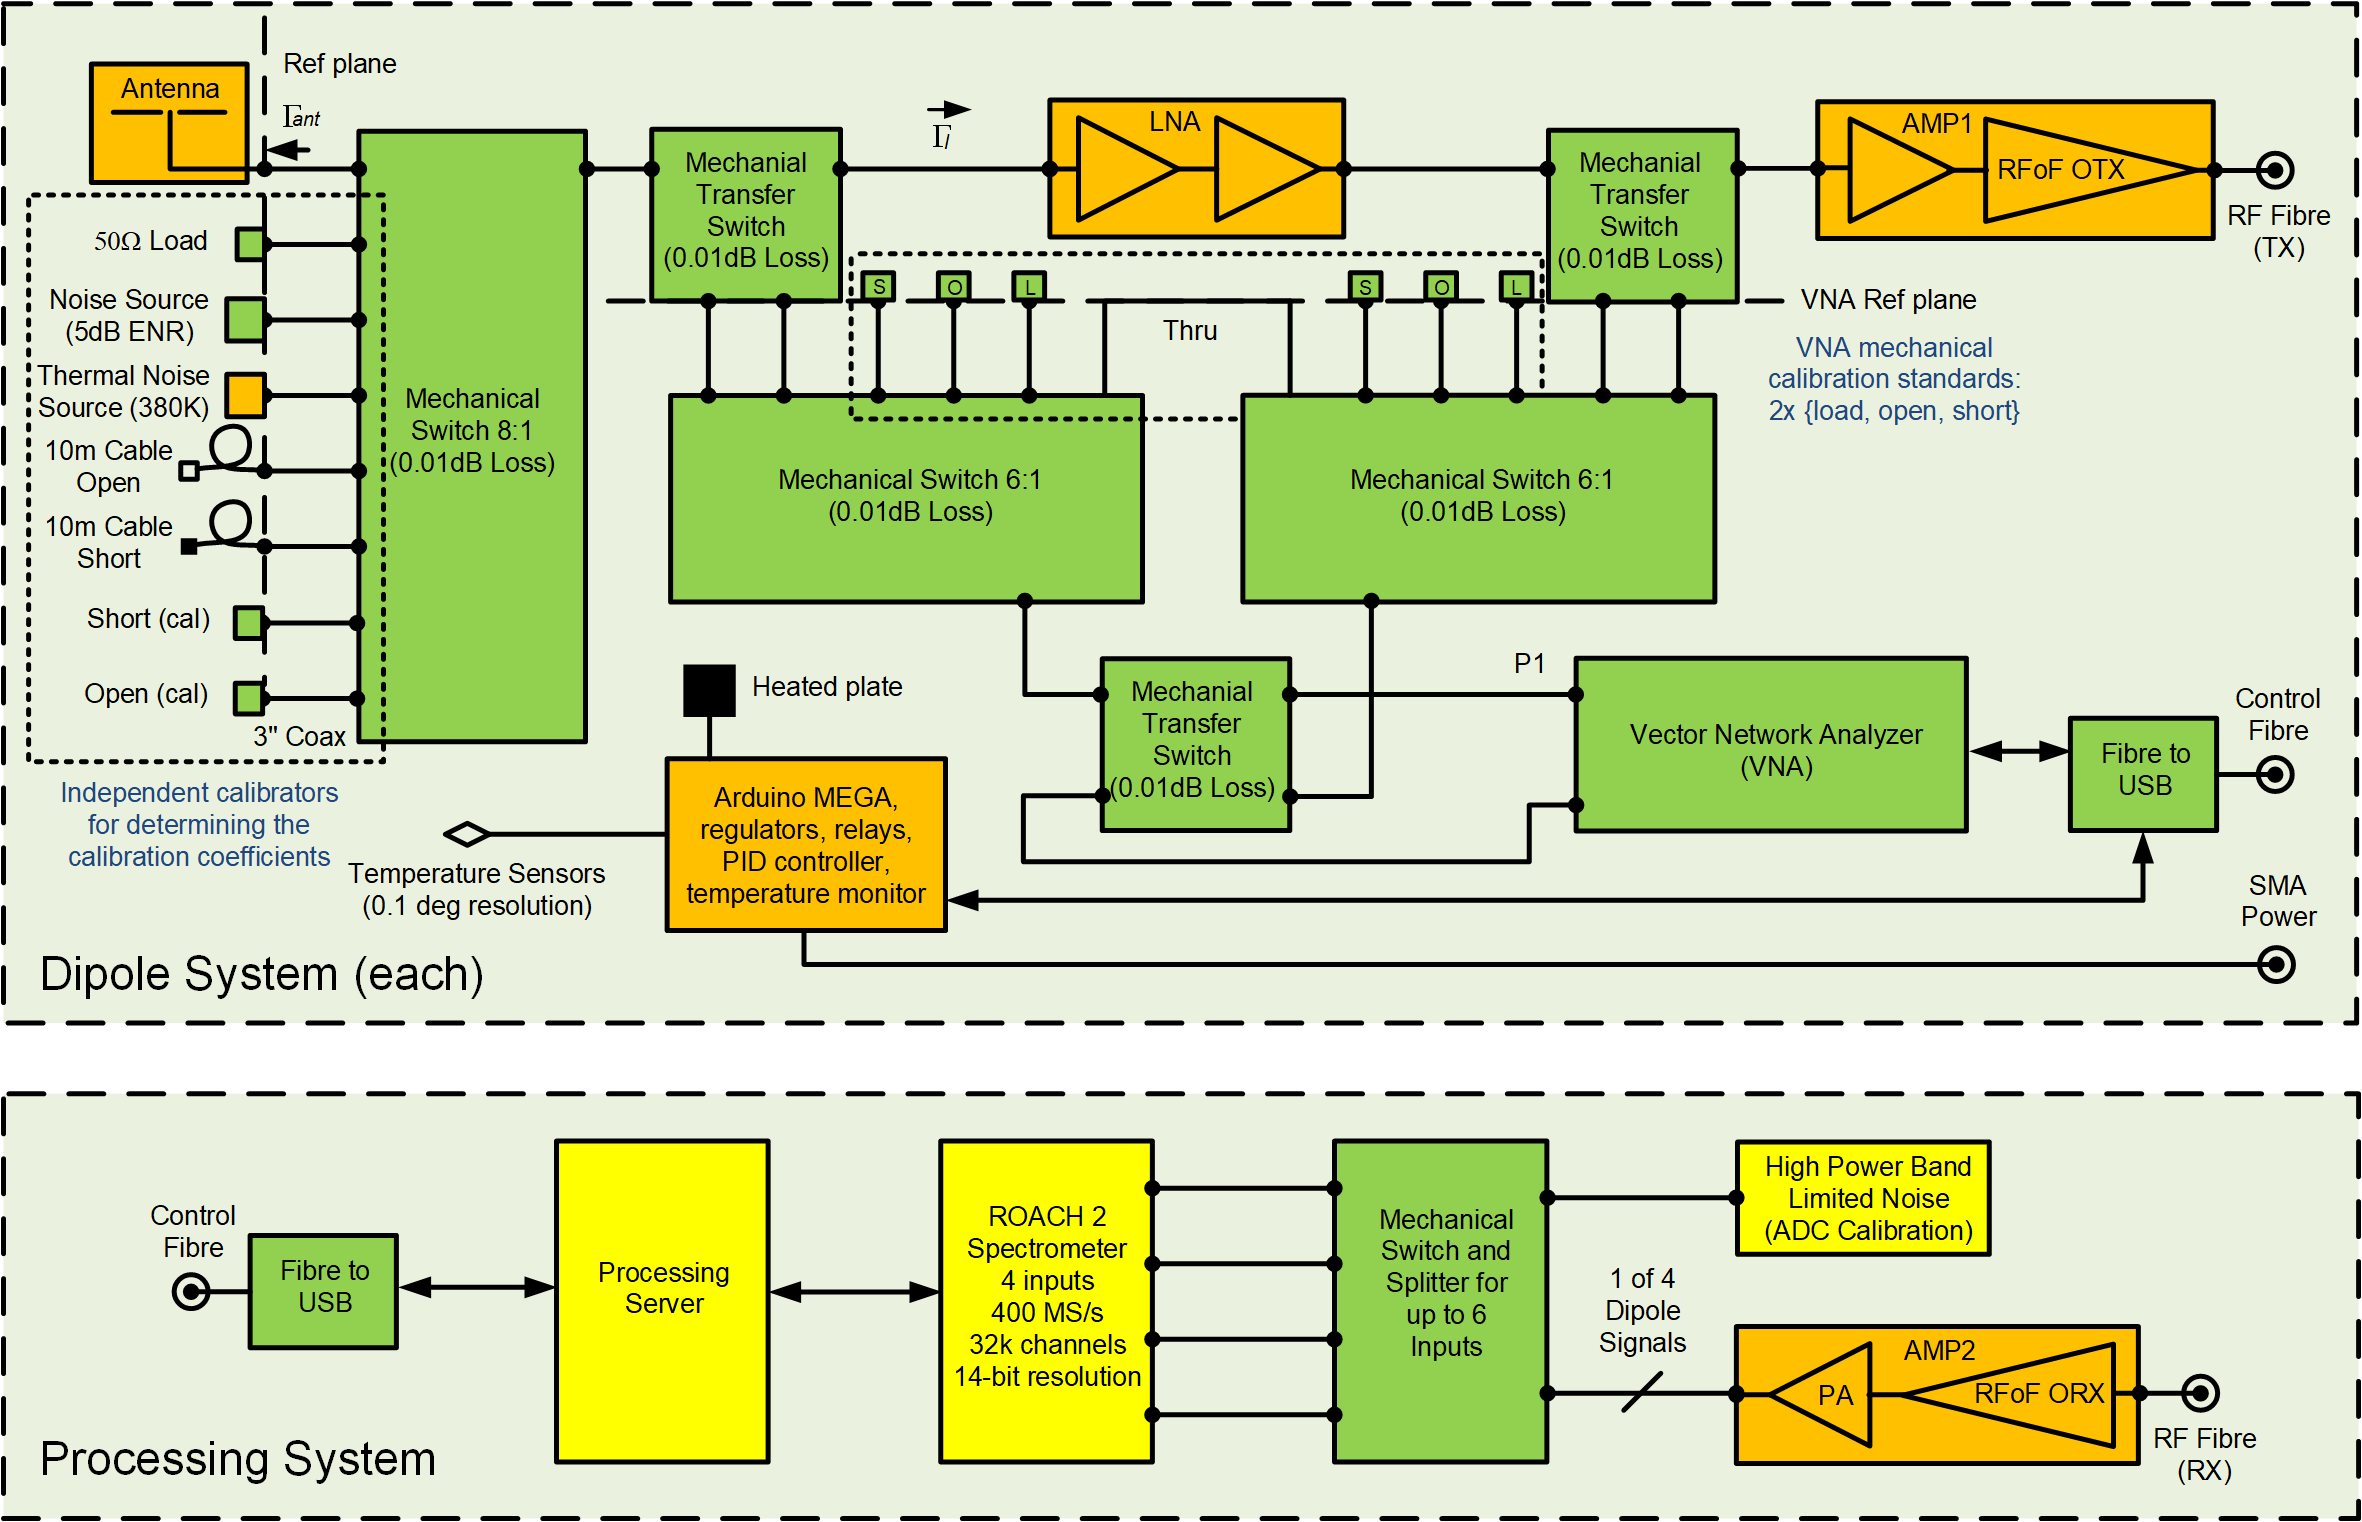 Ref plane
Antenna
Γant
50Ω Load
Noise Source
(5dB ENR)
Thermal Noise
Source (380K)
10m Cable
Open
10m Cable
Short
Short (cal)
Open (cal)
3" Coax
Independent calibrators
for determining the
calibration coefficients
Mechanical
Switch 8:1
(0.01dB Loss)
Mechanial
Transfer
Switch
(0.01dB Loss)
Γl
LNA
Mechanial
Transfer
Switch
(0.01dB Loss)
AMP1
RFoF OTX
RF Fibre
(TX)
S
O
L
Thru
S
O
L
VNA Ref plane
VNA mechanical
calibration standards:
2x {load, open, short}
Mechanical Switch 6:1
(0.01dB Loss)
Mechanical Switch 6:1
(0.01dB Loss)
Heated plate
Mechanial
Transfer
Switch
(0.01dB Loss)
P1
Vector Network Analyzer
(VNA)
Fibre to
USB
Control
Fibre
Arduino MEGA,
regulators, relays,
PID controller,
temperature monitor
Temperature Sensors
(0.1 deg resolution)
SMA
Power
Dipole System (each)
Control
Fibre
Fibre to
USB
Processing
Server
ROACH 2
Spectrometer
4 inputs
400 MS/s
32k channels
14-bit resolution
Mechanical
Switch and
Splitter for
up to 6
Inputs
High Power Band
Limited Noise
(ADC Calibration)
1 of 4
Dipole
Signals
AMP2
PA
RFoF ORX
RF Fibre
(RX)
Processing System